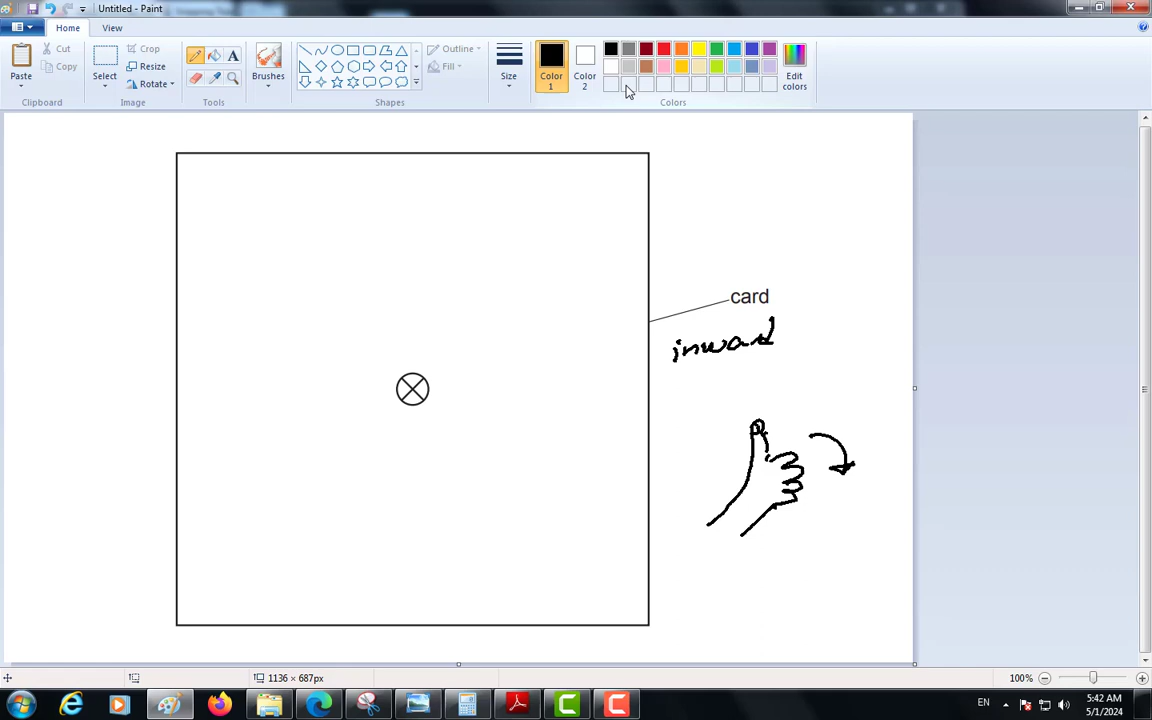 Untitled - Paint
Home View
Paste
Cut
Copy
Clipboard
Select
Crop
Resize
Rotate
Image
A
Tools
Brushes
Outline
Fill
Shapes
Size
Color 1
Color 2
Edit colors
Colors
card
inward
1136 × 687px
100%
EN
5:42 AM
5/1/2024